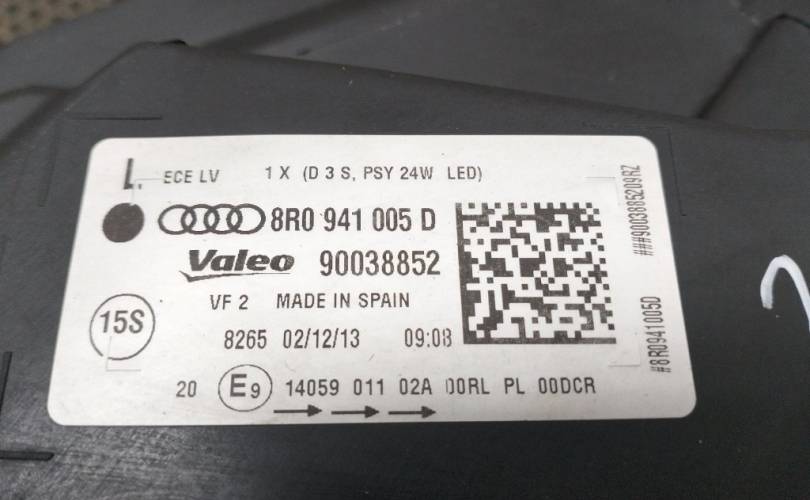 L ECE LV 1 X (D 3 S, PSY 24W LED)
8R0 941 005 D
Valeo 90038852
VF 2 MADE IN SPAIN
15S
8265 02/12/13 09:08
20 E9 14059 011 02A 00RL PL 00DCR
###9003885209RZ
#8R0941005D